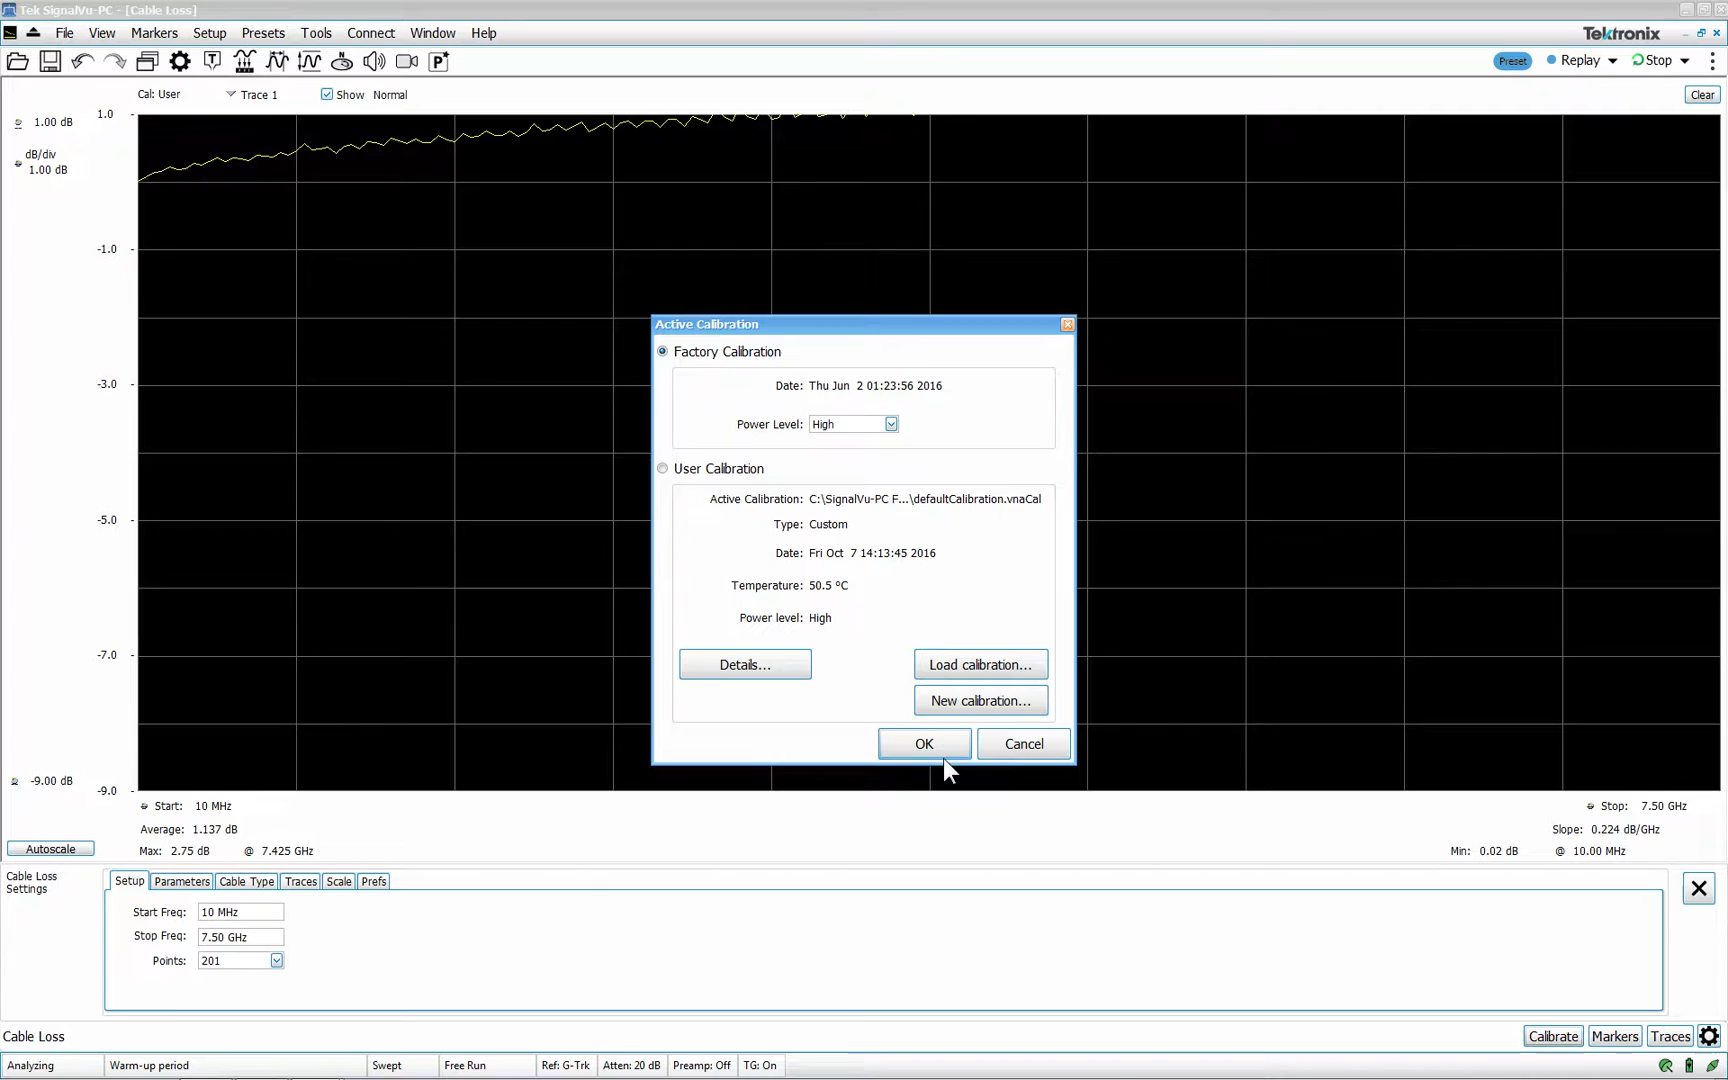 Tek SignalVu-PC - [Cable Loss]
File View Markers Setup Presets Tools Connect Window Help
Tektronix
Preset Replay Stop
Cal: User Trace 1 Show Normal Clear
1.00 dB
dB/div
1.00 dB
1.0
-1.0
-3.0
-5.0
-7.0
-9.0
-9.00 dB
Active Calibration
Factory Calibration
Date: Thu Jun 2 01:23:56 2016
Power Level: High
User Calibration
Active Calibration: C:\SignalVu-PC F...\defaultCalibration.vnaCal
Type: Custom
Date: Fri Oct 7 14:13:45 2016
Temperature: 50.5 ºC
Power level: High
Details... Load calibration...
New calibration...
OK Cancel
Start: 10 MHz Stop: 7.50 GHz
Average: 1.137 dB Slope: 0.224 dB/GHz
Autoscale Max: 2.75 dB @ 7.425 GHz Min: 0.02 dB @ 10.00 MHz
Cable Loss
Settings
Setup Parameters Cable Type Traces Scale Prefs
Start Freq: 10 MHz
Stop Freq: 7.50 GHz
Points: 201
Cable Loss Calibrate Markers Traces
Analyzing Warm-up period Swept Free Run Ref: G-Trk Atten: 20 dB Preamp: Off TG: On